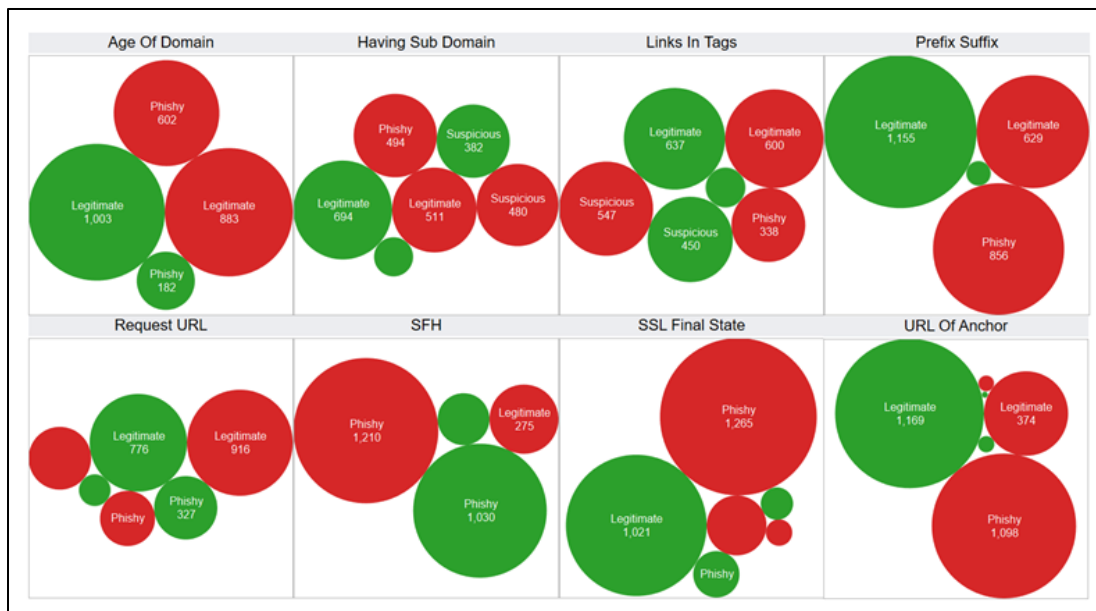 Age Of Domain
Phishy
602
Legitimate
1,003
Legitimate
883
Phishy
182
Having Sub Domain
Phishy
494
Suspicious
382
Legitimate
694
Legitimate
511
Suspicious
480
Links In Tags
Legitimate
637
Legitimate
600
Suspicious
547
Suspicious
450
Phishy
338
Prefix Suffix
Legitimate
1,155
Legitimate
629
Phishy
856
Request URL
Legitimate
776
Legitimate
916
Phishy
Phishy
327
SFH
Phishy
1,210
Legitimate
275
Phishy
1,030
SSL Final State
Phishy
1,265
Legitimate
1,021
Phishy
URL Of Anchor
Legitimate
1,169
Legitimate
374
Phishy
1,098